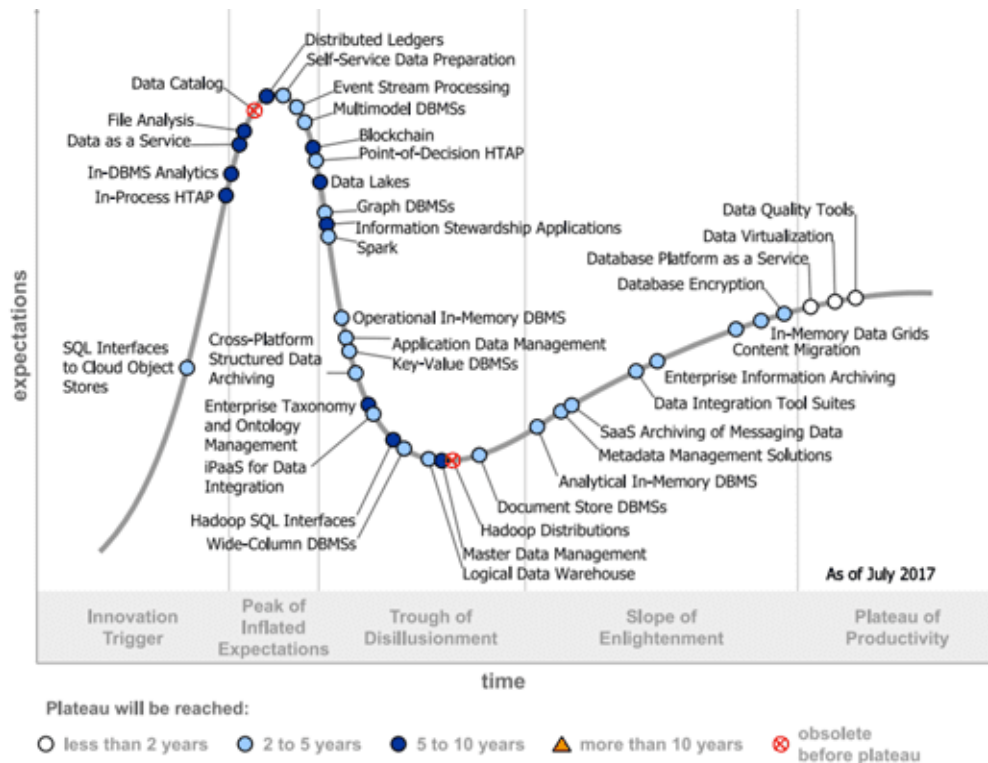 Distributed Ledgers
Self-Service Data Preparation
Data Catalog
Event Stream Processing
Multimodel DBMSs
File Analysis
Data as a Service
Blockchain
Point-of-Decision HTAP
In-DBMS Analytics
Data Lakes
In-Process HTAP
Graph DBMSs
Information Stewardship Applications
Spark
Data Quality Tools
Data Virtualization
Database Platform as a Service
Database Encryption
expectations
Operational In-Memory DBMS
SQL Interfaces
to Cloud Object
Stores
Cross-Platform
Structured Data
Archiving
Application Data Management
Key-Value DBMSs
In-Memory Data Grids
Content Migration
Enterprise Information Archiving
Data Integration Tool Suites
Enterprise Taxonomy
and Ontology
Management
iPaaS for Data
Integration
SaaS Archiving of Messaging Data
Metadata Management Solutions
Analytical In-Memory DBMS
Document Store DBMSs
Hadoop SQL Interfaces
Hadoop Distributions
Wide-Column DBMSs
Master Data Management
Logical Data Warehouse
As of July 2017
Innovation
Trigger
Peak of
Inflated
Expectations
Trough of
Disillusionment
Slope of
Enlightenment
Plateau of
Productivity
time
Plateau will be reached:
less than 2 years
2 to 5 years
5 to 10 years
more than 10 years
obsolete
before plateau